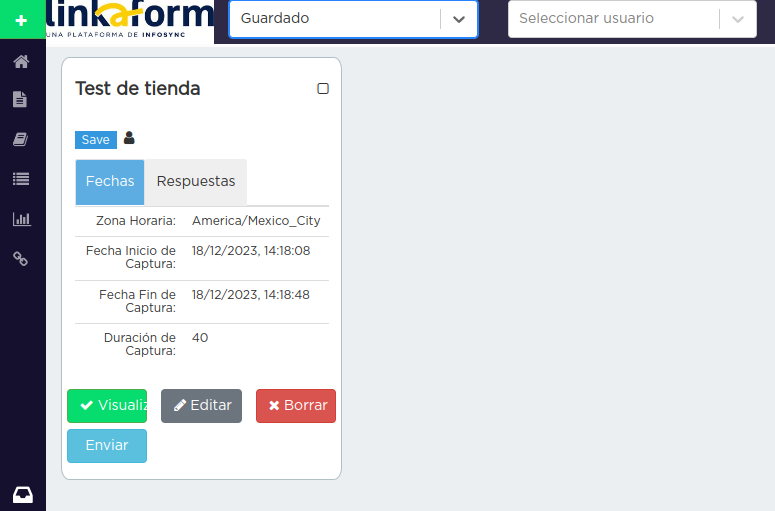 +
linkaform
UNA PLATAFORMA DE INFOSYNC
Guardado
Seleccionar usuario
Test de tienda
Save
Fechas
Respuestas
Zona Horaria: America/Mexico_City
Fecha Inicio de 18/12/2023, 14:18:08
Captura:
Fecha Fin de 18/12/2023, 14:18:48
Captura:
Duración de 40
Captura:
Visualiz
Editar
Borrar
Enviar